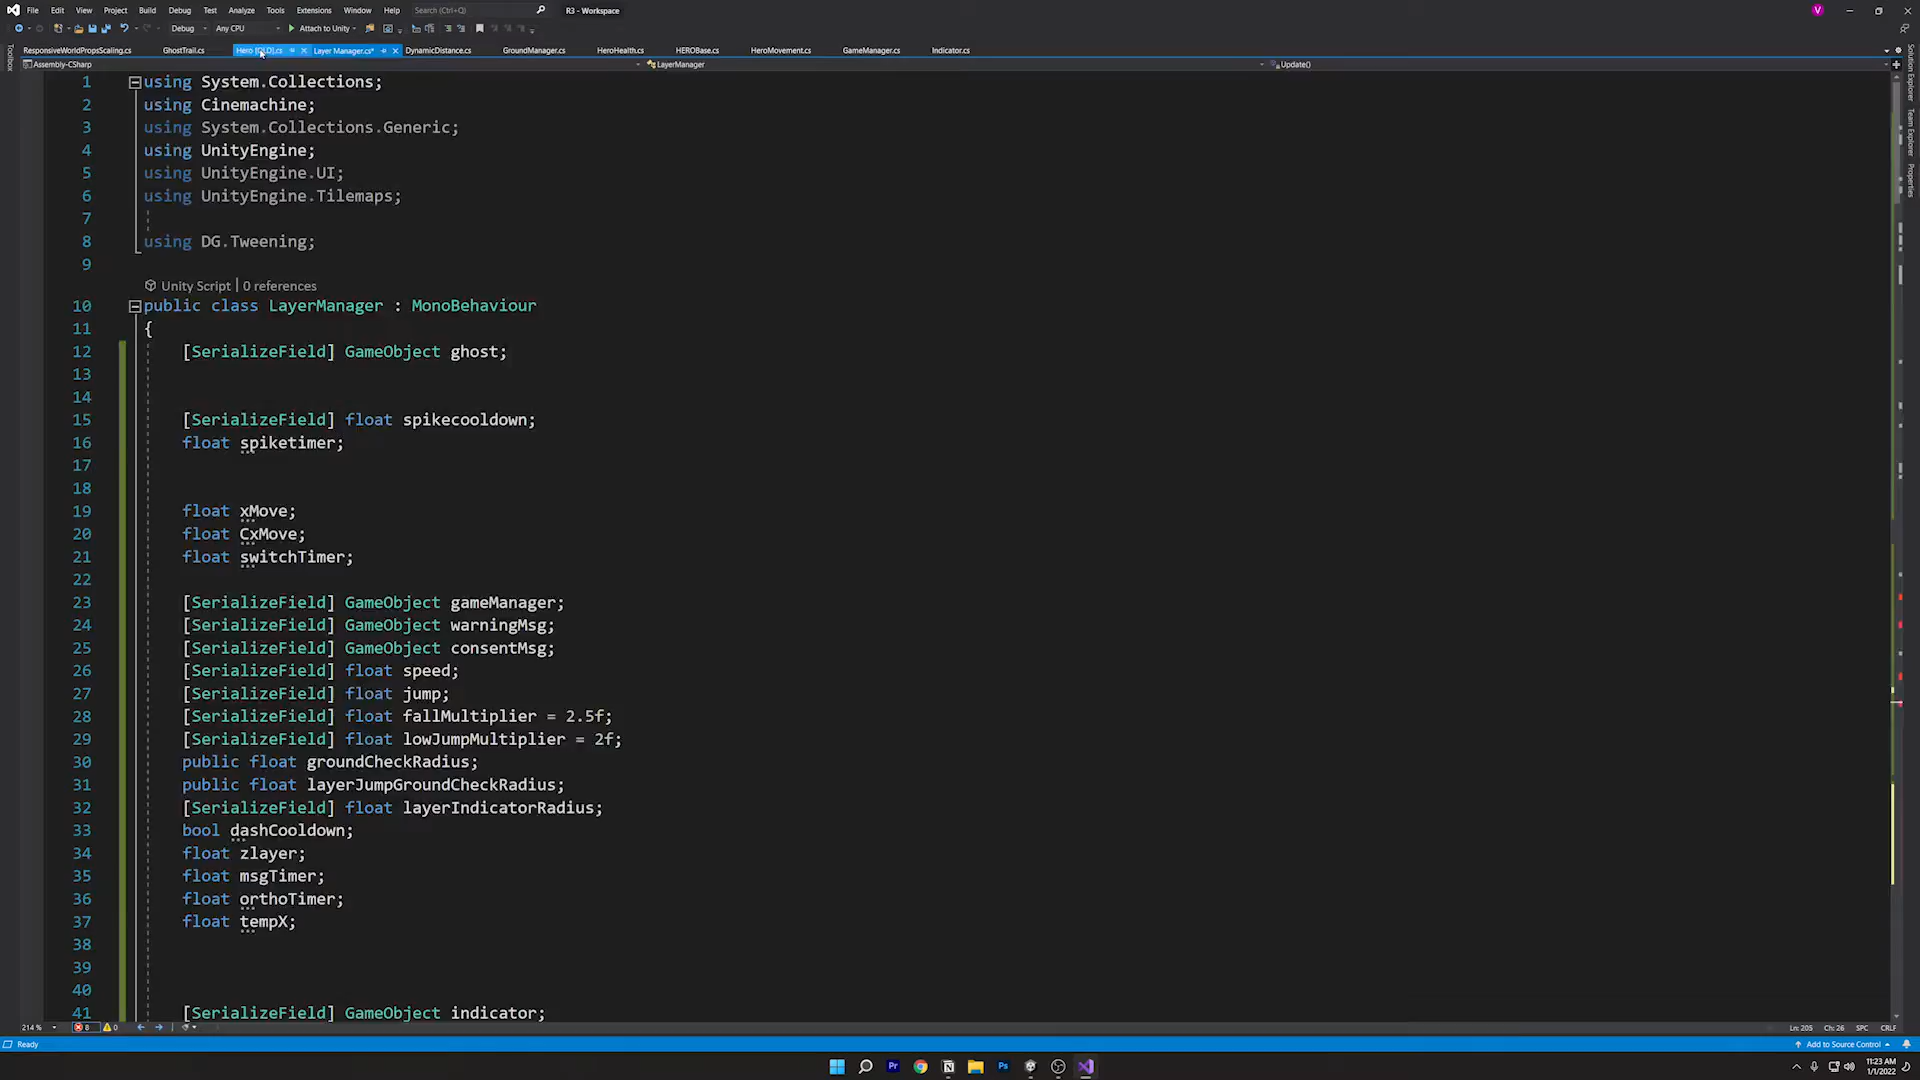 File Edit View Project Build Debug Test Analyze Tools Extensions Window Help Search (Ctrl+Q) R3 - Workspace V
Debug Any CPU Attach to Unity
ResponsiveWorldPropsScaling.cs GhostTrail.cs Hero [OLD].cs Layer Manager.cs* DynamicDistance.cs GroundManager.cs HeroHealth.cs HEROBase.cs HeroMovement.cs GameManager.cs Indicator.cs
Assembly-CSharp LayerManager Update()
Toolbox
Solution Explorer
Team Explorer
Properties
1 using System.Collections;
2 using Cinemachine;
3 using System.Collections.Generic;
4 using UnityEngine;
5 using UnityEngine.UI;
6 using UnityEngine.Tilemaps;
7
8 using DG.Tweening;
9
Unity Script | 0 references
10 public class LayerManager : MonoBehaviour
11 {
12 [SerializeField] GameObject ghost;
13
14
15 [SerializeField] float spikecooldown;
16 float spiketimer;
17
18
19 float xMove;
20 float CxMove;
21 float switchTimer;
22
23 [SerializeField] GameObject gameManager;
24 [SerializeField] GameObject warningMsg;
25 [SerializeField] GameObject consentMsg;
26 [SerializeField] float speed;
27 [SerializeField] float jump;
28 [SerializeField] float fallMultiplier = 2.5f;
29 [SerializeField] float lowJumpMultiplier = 2f;
30 public float groundCheckRadius;
31 public float layerJumpGroundCheckRadius;
32 [SerializeField] float layerIndicatorRadius;
33 bool dashCooldown;
34 float zlayer;
35 float msgTimer;
36 float orthoTimer;
37 float tempX;
38
39
40
41 [SerializeField] GameObject indicator;
214 % 8 0 Ln: 205 Ch: 26 SPC CRLF
Ready Add to Source Control
Pr Ps
11:23 AM
1/1/2022